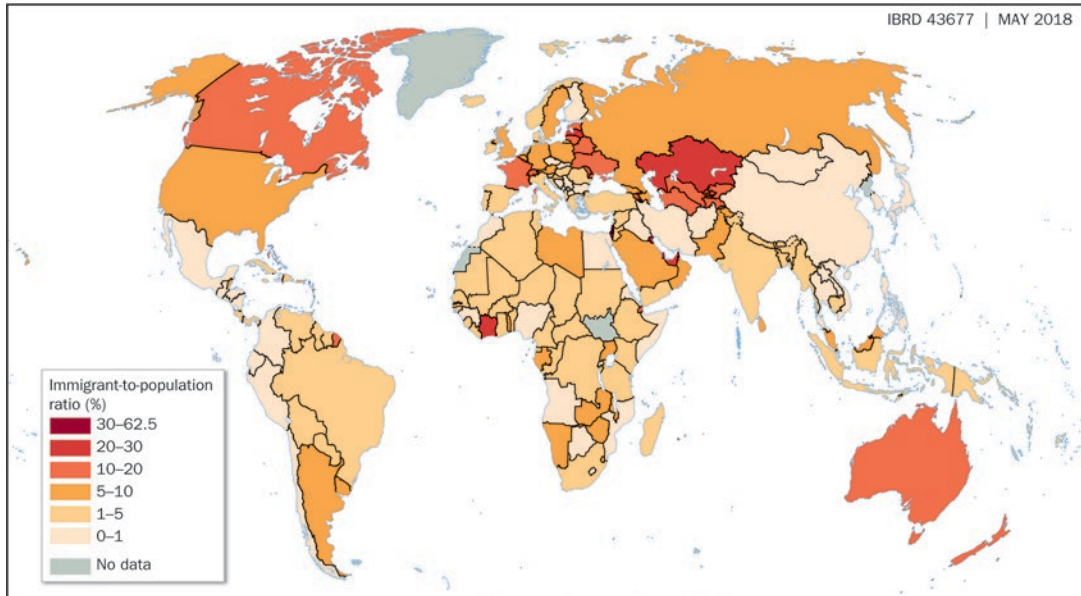 IBRD 43677 | MAY 2018
Immigrant-to-population
ratio (%)
30–62.5
20–30
10–20
5–10
1–5
0–1
No data